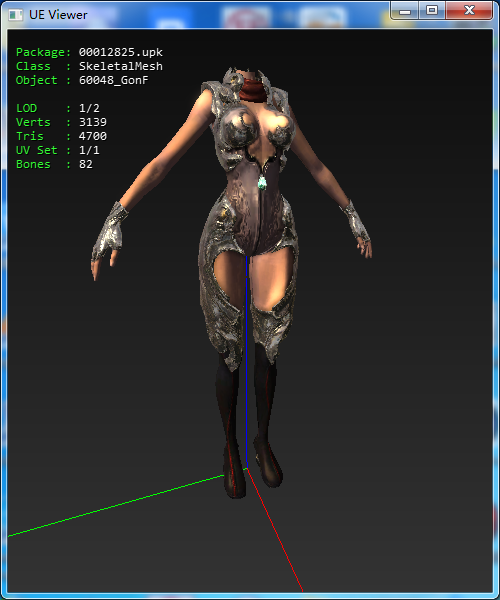 UE Viewer
Package: 00012825.upk
Class : SkeletalMesh
Object : 60048_GonF
LOD : 1/2
Verts : 3139
Tris : 4700
UV Set : 1/1
Bones : 82